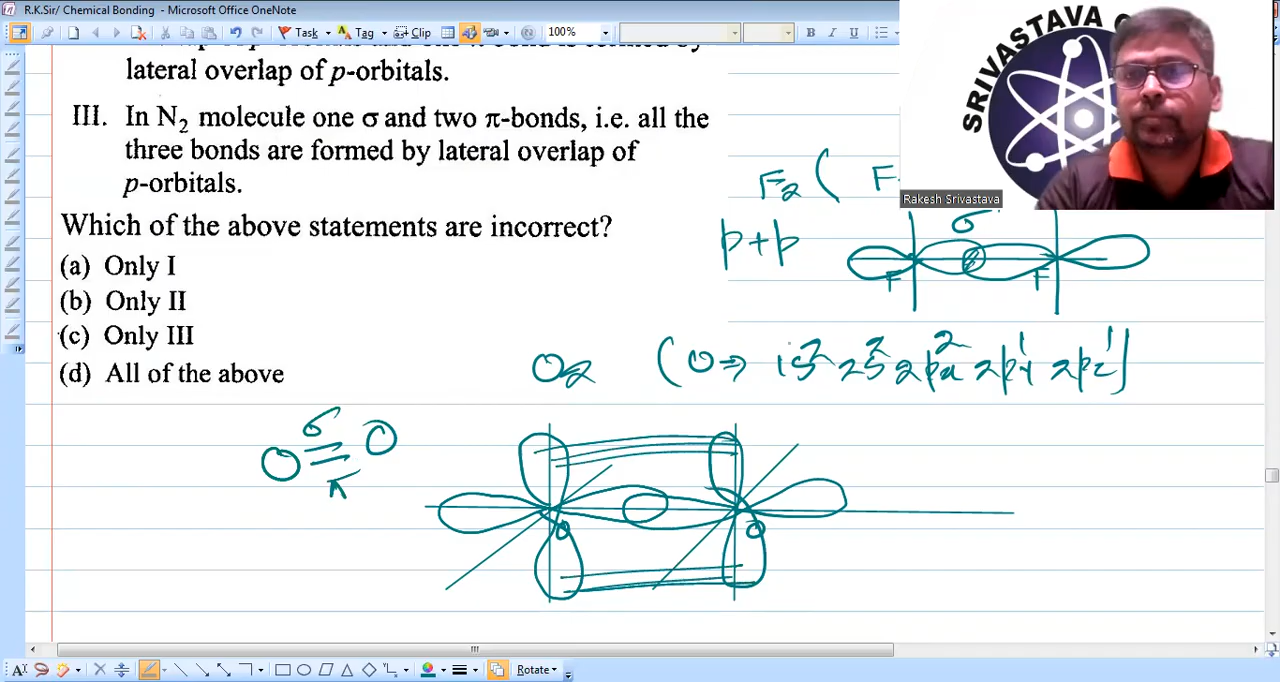 R.K.Sir/ Chemical Bonding - Microsoft Office OneNote
Task Tag Clip 100% B I U
lateral overlap of p-orbitals.
SRIVASTAVA
Rakesh Srivastava
III. In N2 molecule one σ and two π-bonds, i.e. all the
three bonds are formed by lateral overlap of
p-orbitals.
Which of the above statements are incorrect?
(a) Only I
(b) Only II
(c) Only III
(d) All of the above
F2 ( F
p+p
σ
F F
O2 (O⇒ 1s² 2s² 2px² 2py¹ 2pz¹)
σ
O O
O O
Rotate